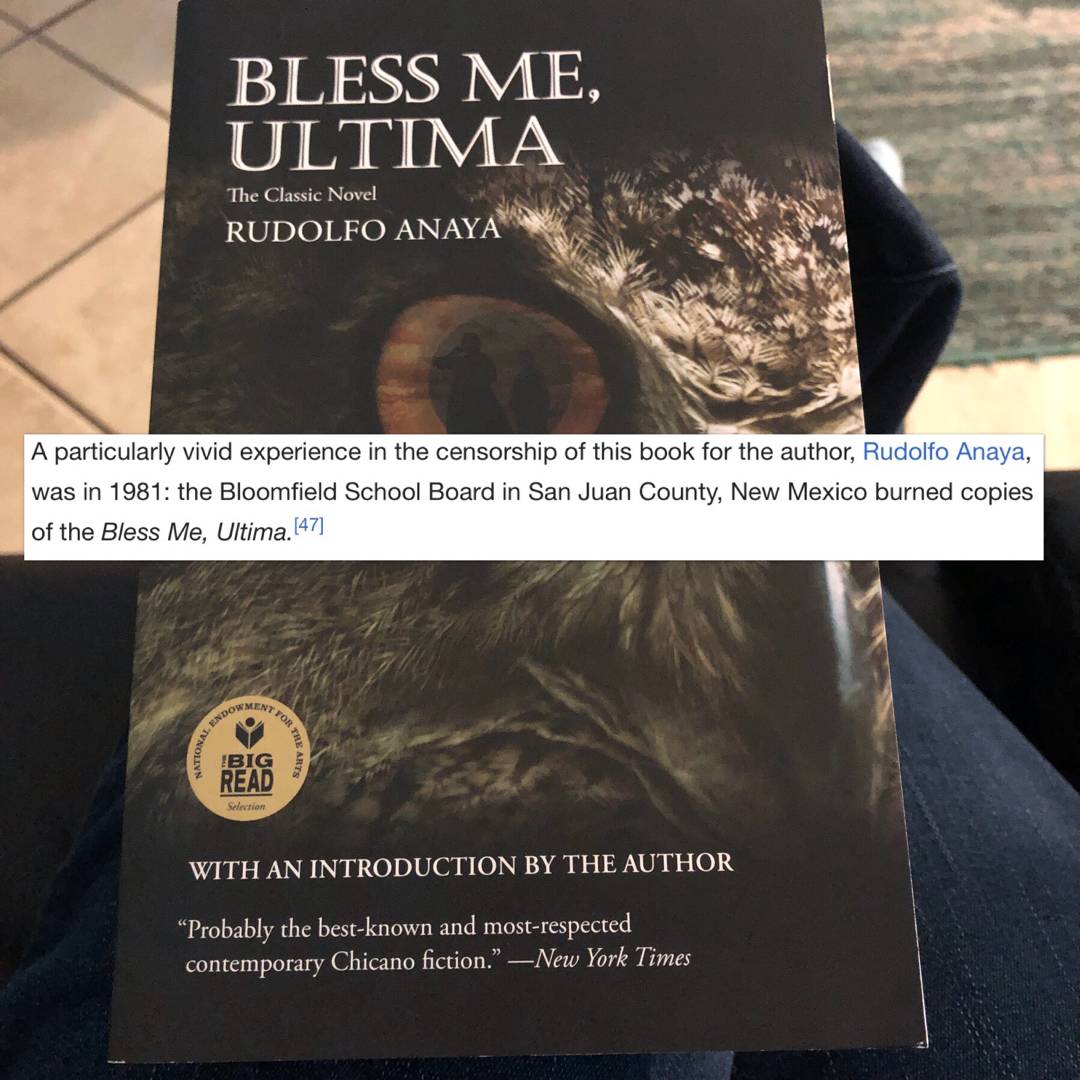 BLESS ME,
ULTIMA
The Classic Novel
RUDOLFO ANAYA
A particularly vivid experience in the censorship of this book for the author, Rudolfo Anaya,
was in 1981: the Bloomfield School Board in San Juan County, New Mexico burned copies
of the Bless Me, Ultima.[47]
NATIONAL ENDOWMENT FOR THE ARTS
THE BIG
READ
Selection
WITH AN INTRODUCTION BY THE AUTHOR
“Probably the best-known and most-respected
contemporary Chicano fiction.” —New York Times